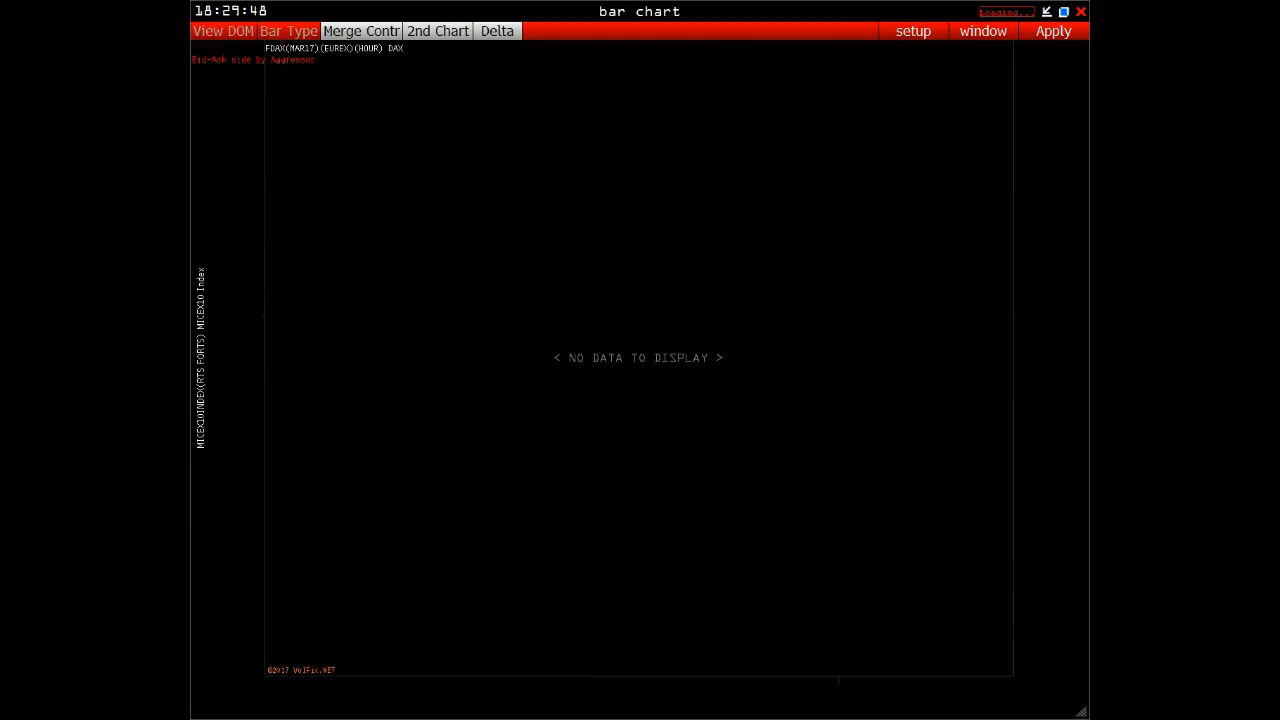 18:29:48
bar chart
Loading...
View DOM
Bar Type
Merge Contr
2nd Chart
Delta
setup
window
Apply
FDAX(MAR17)(EUREX)(HOUR) DAX
Bid-Ask side by Aggressor
MICEX10INDEX(RTS FORTS) MICEX10 Index
< NO DATA TO DISPLAY >
©2017 VolFix.NET